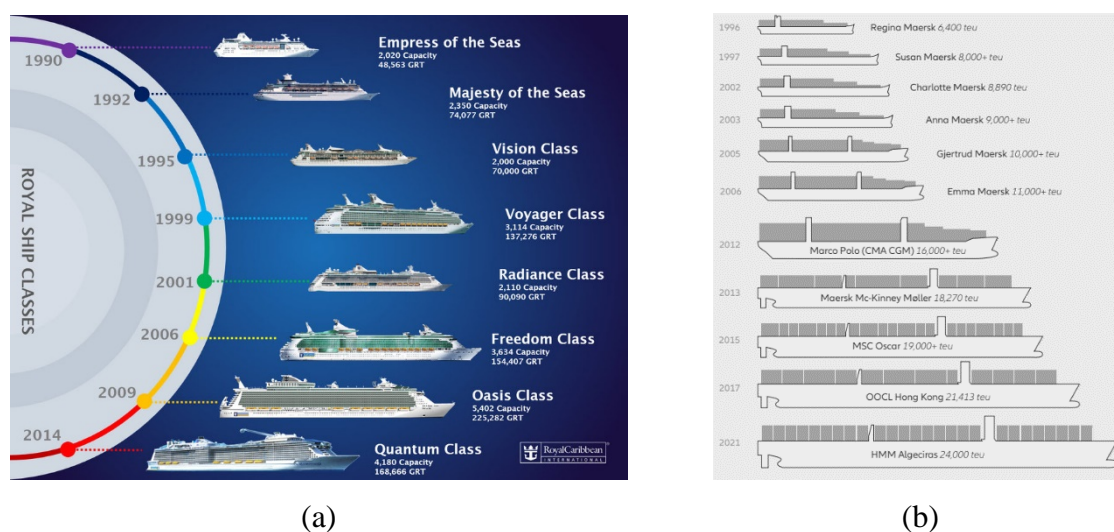 ROYAL SHIP CLASSES
1990
Empress of the Seas
2,020 Capacity
48,563 GRT
1992
Majesty of the Seas
2,350 Capacity
74,077 GRT
1995
Vision Class
2,000 Capacity
70,000 GRT
1999
Voyager Class
3,114 Capacity
137,276 GRT
2001
Radiance Class
2,110 Capacity
90,090 GRT
2006
Freedom Class
3,634 Capacity
154,407 GRT
2009
Oasis Class
5,402 Capacity
225,282 GRT
2014
Quantum Class
4,180 Capacity
168,666 GRT
RoyalCaribbean
INTERNATIONAL
(a)
1996
Regina Maersk 6,400 teu
1997
Susan Maersk 8,000+ teu
2002
Charlotte Maersk 8,890 teu
2003
Anna Maersk 9,000+ teu
2005
Gjertrud Maersk 10,000+ teu
2006
Emma Maersk 11,000+ teu
2012
Marco Polo (CMA CGM) 16,000+ teu
2013
Maersk Mc-Kinney Møller 18,270 teu
2015
MSC Oscar 19,000+ teu
2017
OOCL Hong Kong 21,413 teu
2021
HMM Algeciras 24,000 teu
(b)